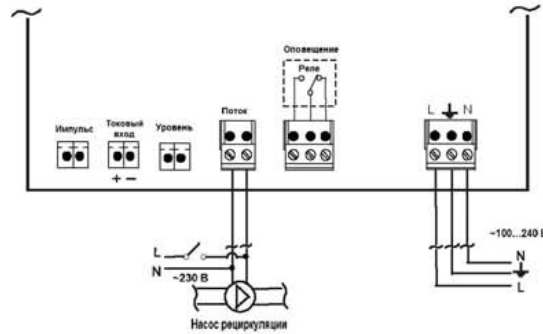 Оповещение
Реле
Поток
L N
Импульс
Токовый
вход
Уровень
+ −
~100...240 В
L
N
~230 В
N
L
Насос рециркуляции